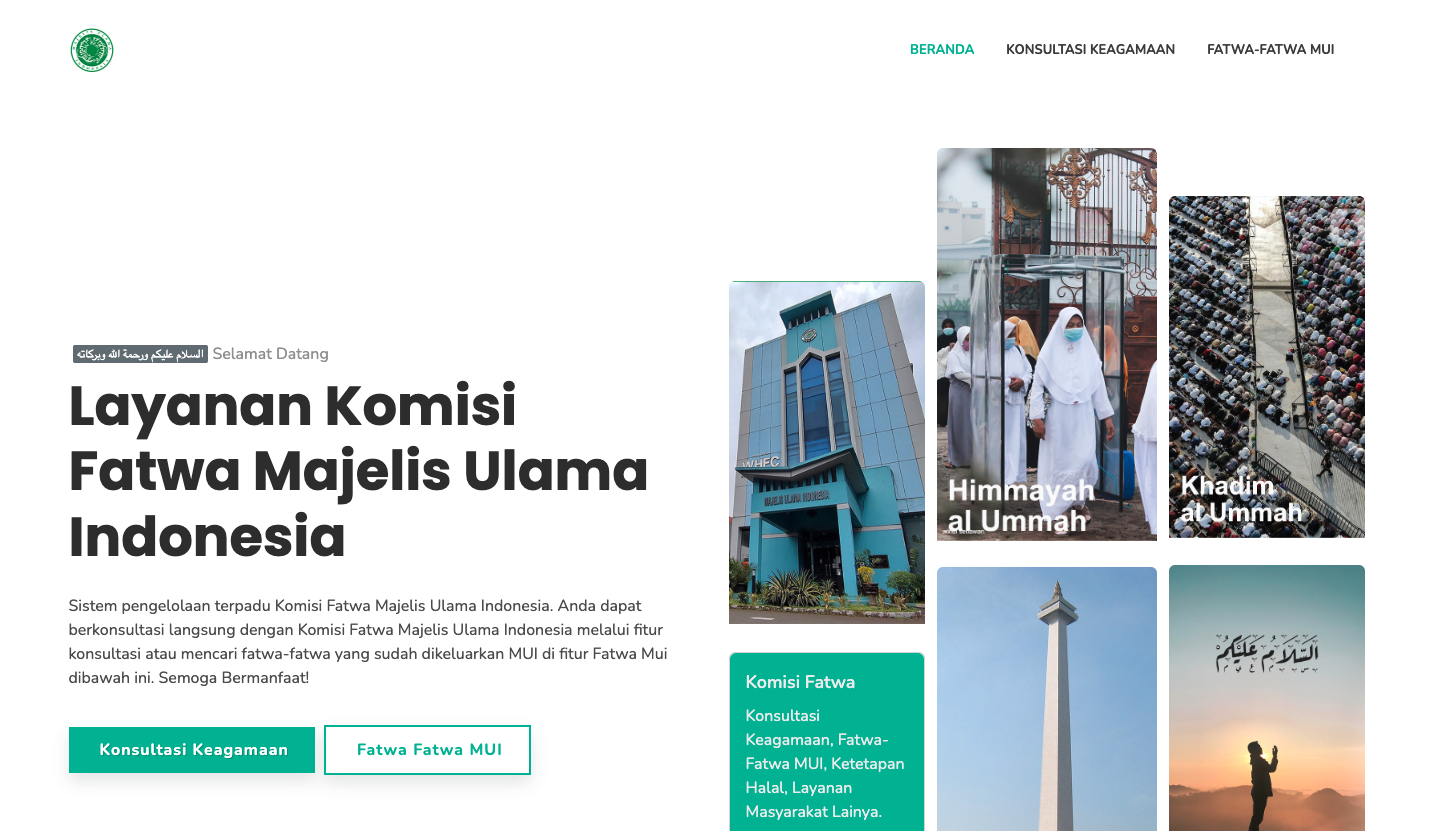 BERANDA KONSULTASI KEAGAMAAN FATWA-FATWA MUI
السلام عليكم ورحمة الله وبركاته Selamat Datang
Layanan Komisi
Fatwa Majelis Ulama
Indonesia
Sistem pengelolaan terpadu Komisi Fatwa Majelis Ulama Indonesia. Anda dapat
berkonsultasi langsung dengan Komisi Fatwa Majelis Ulama Indonesia melalui fitur
konsultasi atau mencari fatwa-fatwa yang sudah dikeluarkan MUI di fitur Fatwa Mui
dibawah ini. Semoga Bermanfaat!
Konsultasi Keagamaan Fatwa Fatwa MUI
WHFC
MAJELIS ULAMA INDONESIA
Komisi Fatwa
Konsultasi
Keagamaan, Fatwa-
Fatwa MUI, Ketetapan
Halal, Layanan
Masyarakat Lainya.
Himmayah
al Ummah
Khadim
al Ummah
السلام عليكم